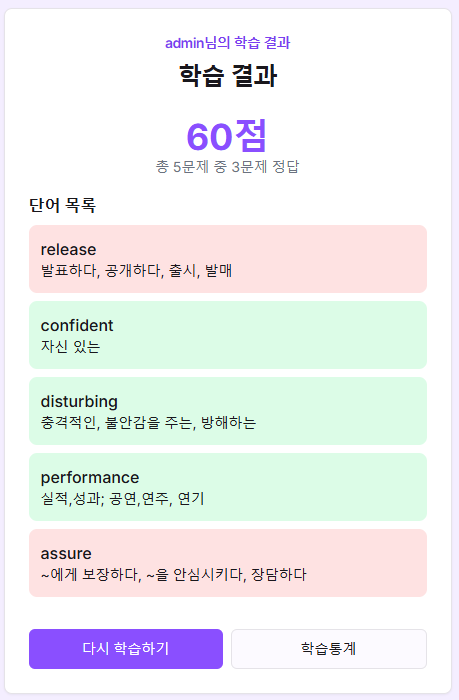 admin님의 학습 결과
학습 결과
60점
총 5문제 중 3문제 정답
단어 목록
release
발표하다, 공개하다, 출시, 발매
confident
자신 있는
disturbing
충격적인, 불안감을 주는, 방해하는
performance
실적,성과; 공연,연주, 연기
assure
~에게 보장하다, ~을 안심시키다, 장담하다
다시 학습하기
학습통계